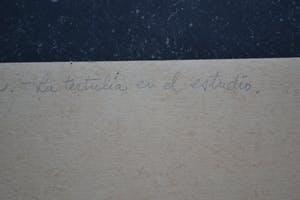 . - La tertulia, en el estudio.